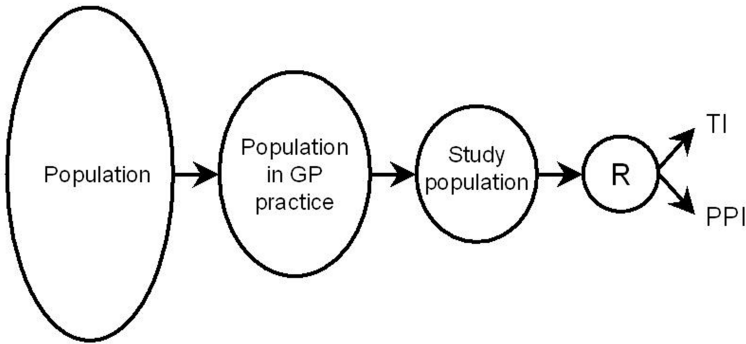 Population
Population
in GP
practice
Study
population
R
TI
PPI